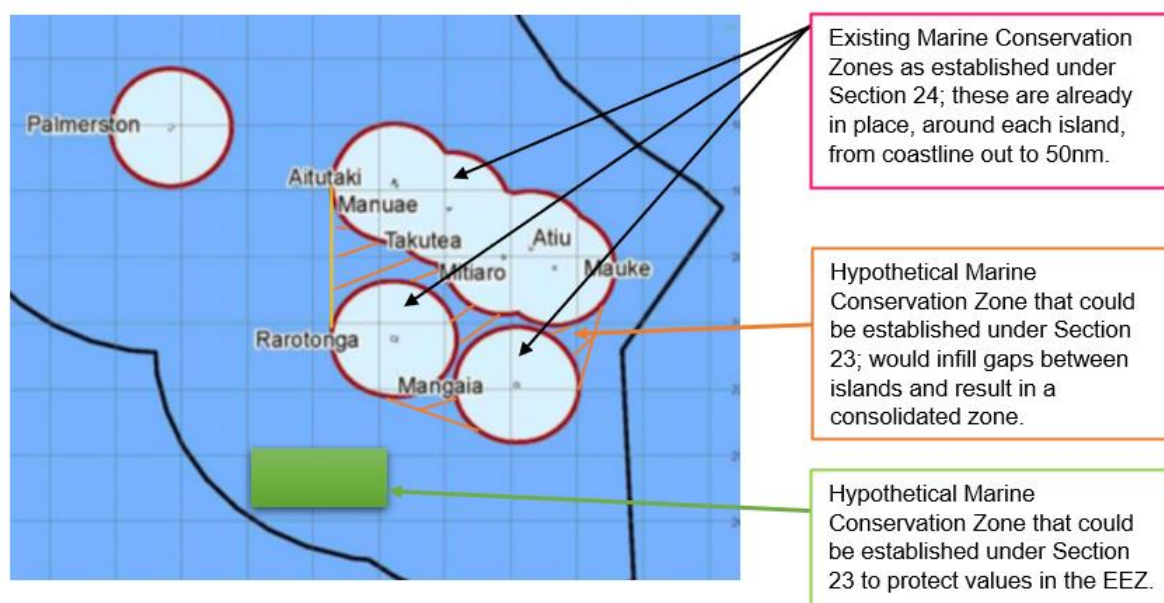 Palmerston
Aitutaki
Manuae
Takutea
Atiu
Mitiaro
Mauke
Rarotonga
Mangaia
Existing Marine Conservation
Zones as established under
Section 24; these are already
in place, around each island,
from coastline out to 50nm.
Hypothetical Marine
Conservation Zone that could
be established under Section
23; would infill gaps between
islands and result in a
consolidated zone.
Hypothetical Marine
Conservation Zone that could
be established under Section
23 to protect values in the EEZ.